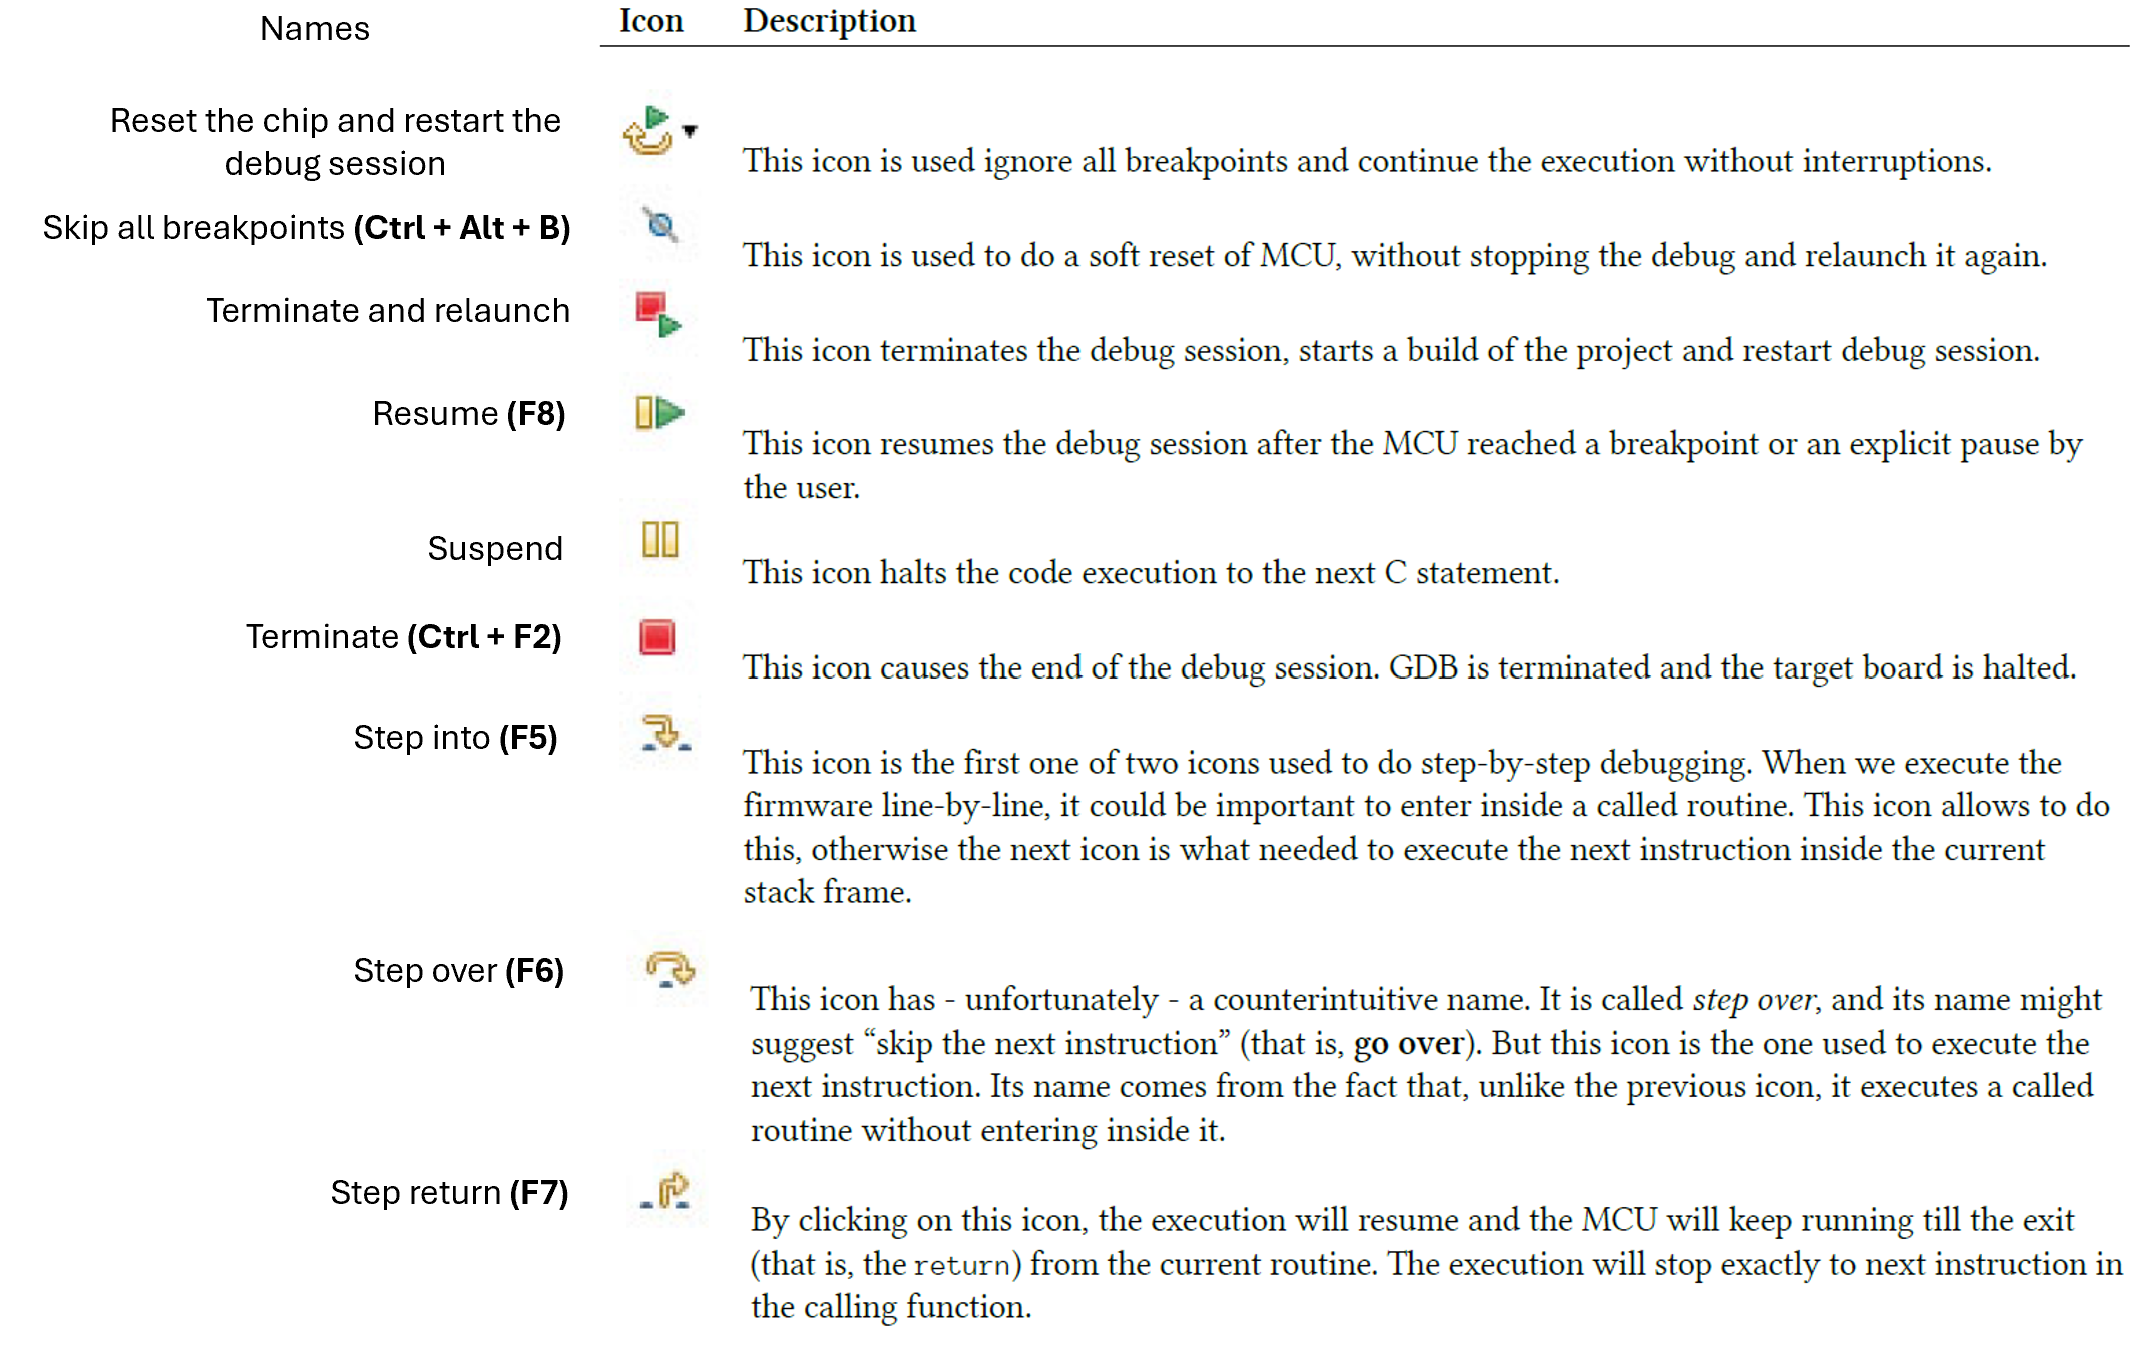 Names Icon Description
Reset the chip and restart the
debug session
This icon is used ignore all breakpoints and continue the execution without interruptions.
Skip all breakpoints (Ctrl + Alt + B)
This icon is used to do a soft reset of MCU, without stopping the debug and relaunch it again.
Terminate and relaunch
This icon terminates the debug session, starts a build of the project and restart debug session.
Resume (F8)
This icon resumes the debug session after the MCU reached a breakpoint or an explicit pause by
the user.
Suspend
This icon halts the code execution to the next C statement.
Terminate (Ctrl + F2)
This icon causes the end of the debug session. GDB is terminated and the target board is halted.
Step into (F5)
This icon is the first one of two icons used to do step-by-step debugging. When we execute the
firmware line-by-line, it could be important to enter inside a called routine. This icon allows to do
this, otherwise the next icon is what needed to execute the next instruction inside the current
stack frame.
Step over (F6)
This icon has - unfortunately - a counterintuitive name. It is called step over, and its name might
suggest “skip the next instruction” (that is, go over). But this icon is the one used to execute the
next instruction. Its name comes from the fact that, unlike the previous icon, it executes a called
routine without entering inside it.
Step return (F7)
By clicking on this icon, the execution will resume and the MCU will keep running till the exit
(that is, the return) from the current routine. The execution will stop exactly to next instruction in
the calling function.